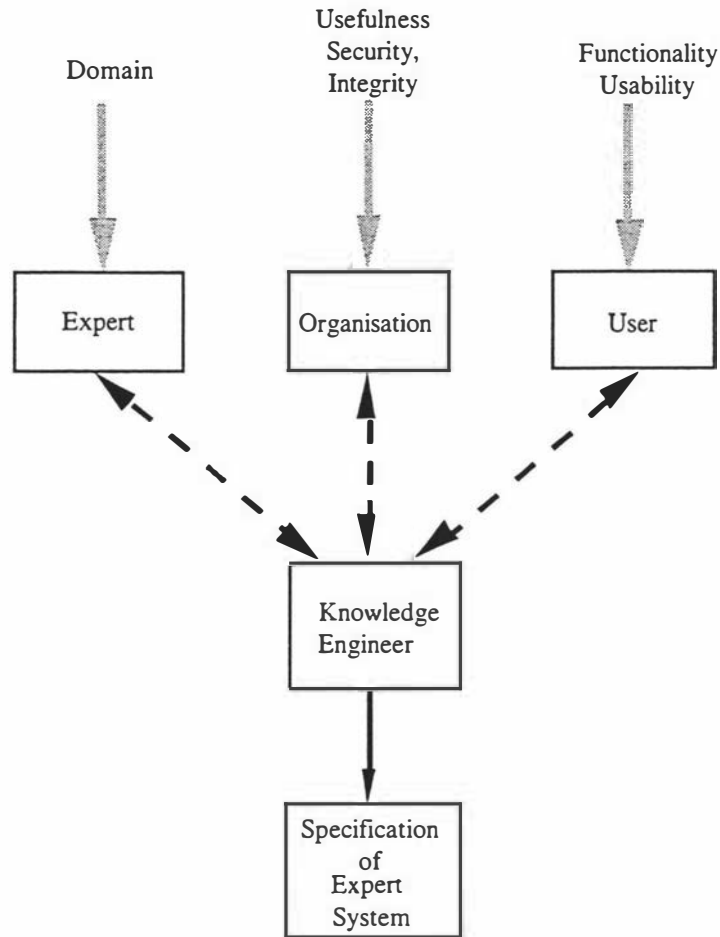 Domain
Usefulness
Security,
Integrity
Functionality
Usability
Expert
Organisation
User
Knowledge
Engineer
Specification
of
Expert
System